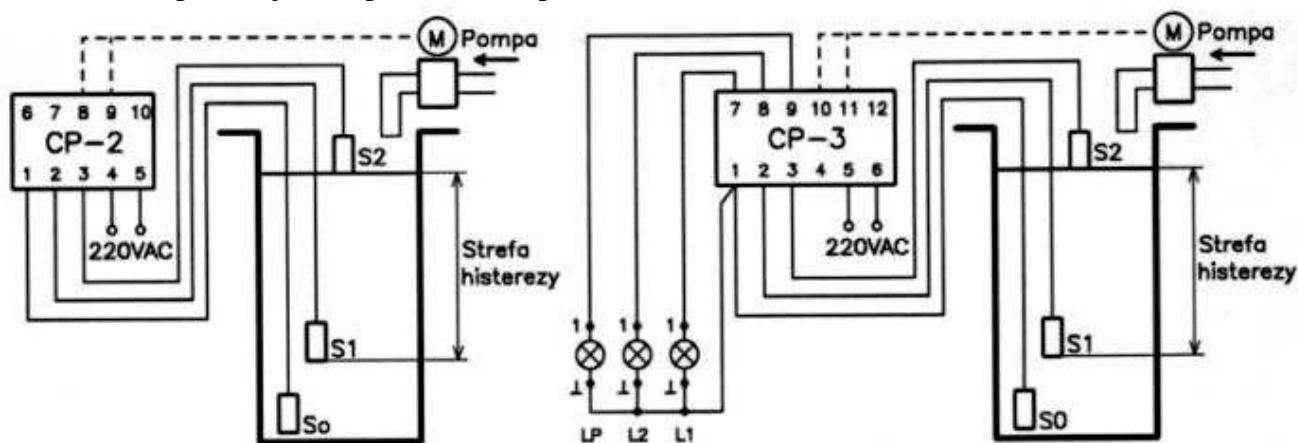 M Pompa
6 7 8 9 10
CP-2
1 2 3 4 5
220VAC
S2
Strefa
histerezy
S1
So
M Pompa
7 8 9 10 11 12
CP-3
1 2 3 4 5 6
220VAC
S2
Strefa
histerezy
S1
S0
1 1 1
⊥ ⊥ ⊥
LP L2 L1